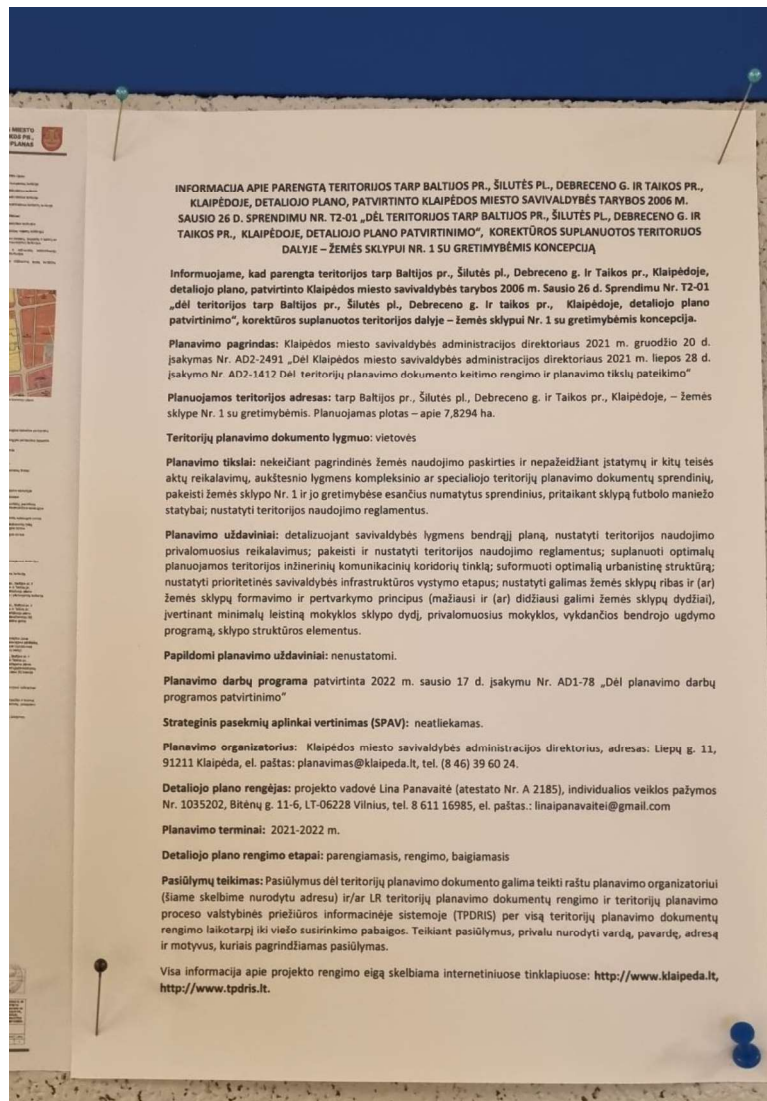 MIESTO
PLANAS
INFORMACIJA APIE PARENGTĄ TERITORIJOS TARP BALTIJOS PR., ŠILUTĖS PL., DEBRECENO G. IR TAIKOS PR.,
KLAIPĖDOJE, DETALIOJO PLANO, PATVIRTINTO KLAIPĖDOS MIESTO SAVIVALDYBĖS TARYBOS 2006 M.
SAUSIO 26 D. SPRENDIMU NR. T2-01 „DĖL TERITORIJOS TARP BALTIJOS PR., ŠILUTĖS PL., DEBRECENO G. IR
TAIKOS PR., KLAIPĖDOJE, DETALIOJO PLANO PATVIRTINIMO“, KOREKTŪROS SUPLANUOTOS TERITORIJOS
DALYJE – ŽEMĖS SKLYPUI NR. 1 SU GRETIMYBĖMIS KONCEPCIJĄ
Informuojame, kad parengta teritorijos tarp Baltijos pr., Šilutės pl., Debreceno g. Ir Taikos pr., Klaipėdoje,
detaliojo plano, patvirtinto Klaipėdos miesto savivaldybės tarybos 2006 m. Sausio 26 d. Sprendimu Nr. T2-01
„dėl teritorijos tarp Baltijos pr., Šilutės pl., Debreceno g. Ir taikos pr., Klaipėdoje, detaliojo plano
patvirtinimo“, korektūros suplanuotos teritorijos dalyje – žemės sklypui Nr. 1 su gretimybėmis koncepcija.
Planavimo pagrindas: Klaipėdos miesto savivaldybės administracijos direktoriaus 2021 m. gruodžio 20 d.
įsakymas Nr. AD2-2491 „Dėl Klaipėdos miesto savivaldybės administracijos direktoriaus 2021 m. liepos 28 d.
įsakymo Nr. AD2-1412 Dėl teritorijų planavimo dokumento keitimo rengimo ir planavimo tikslų pateikimo“
Planuojamos teritorijos adresas: tarp Baltijos pr., Šilutės pl., Debreceno g. ir Taikos pr., Klaipėdoje, – žemės
sklype Nr. 1 su gretimybėmis. Planuojamas plotas – apie 7,8294 ha.
Teritorijų planavimo dokumento lygmuo: vietovės
Planavimo tikslai: nekeičiant pagrindinės žemės naudojimo paskirties ir nepažeidžiant įstatymų ir kitų teisės
aktų reikalavimų, aukštesnio lygmens kompleksinio ar specialiojo teritorijų planavimo dokumentų sprendinių,
pakeisti žemės sklypo Nr. 1 ir jo gretimybėse esančius numatytus sprendinius, pritaikant sklypą futbolo maniežo
statybai; nustatyti teritorijos naudojimo reglamentus.
Planavimo uždaviniai: detalizuojant savivaldybės lygmens bendrąjį planą, nustatyti teritorijos naudojimo
privalomuosius reikalavimus; pakeisti ir nustatyti teritorijos naudojimo reglamentus; suplanuoti optimalų
planuojamos teritorijos inžinerinių komunikacinių koridorių tinklą; suformuoti optimalią urbanistinę struktūrą;
nustatyti prioritetinės savivaldybės infrastruktūros vystymo etapus; nustatyti galimas žemės sklypų ribas ir (ar)
žemės sklypų formavimo ir pertvarkymo principus (mažiausi ir (ar) didžiausi galimi žemės sklypų dydžiai),
įvertinant minimalų leistiną mokyklos sklypo dydį, privalomuosius mokyklos, vykdančios bendrojo ugdymo
programą, sklypo struktūros elementus.
Papildomi planavimo uždaviniai: nenustatomi.
Planavimo darbų programa patvirtinta 2022 m. sausio 17 d. įsakymu Nr. AD1-78 „Dėl planavimo darbų
programos patvirtinimo“
Strateginis pasekmių aplinkai vertinimas (SPAV): neatliekamas.
Planavimo organizatorius: Klaipėdos miesto savivaldybės administracijos direktorius, adresas: Liepų g. 11,
91211 Klaipėda, el. paštas: planavimas@klaipeda.lt, tel. (8 46) 39 60 24.
Detaliojo plano rengėjas: projekto vadovė Lina Panavaitė (atestato Nr. A 2185), individualios veiklos pažymos
Nr. 1035202, Bitėnų g. 11-6, LT-06228 Vilnius, tel. 8 611 16985, el. paštas.: linaipanavaitei@gmail.com
Planavimo terminai: 2021-2022 m.
Detaliojo plano rengimo etapai: parengiamasis, rengimo, baigiamasis
Pasiūlymų teikimas: Pasiūlymus dėl teritorijų planavimo dokumento galima teikti raštu planavimo organizatoriui
(šiame skelbime nurodytu adresu) ir/ar LR teritorijų planavimo dokumentų rengimo ir teritorijų planavimo
proceso valstybinės priežiūros informacinėje sistemoje (TPDRIS) per visą teritorijų planavimo dokumentų
rengimo laikotarpį iki viešo susirinkimo pabaigos. Teikiant pasiūlymus, privalu nurodyti vardą, pavardę, adresą
ir motyvus, kuriais pagrindžiamas pasiūlymas.
Visa informacija apie projekto rengimo eigą skelbiama internetiniuose tinklapiuose: http://www.klaipeda.lt,
http://www.tpdris.lt.